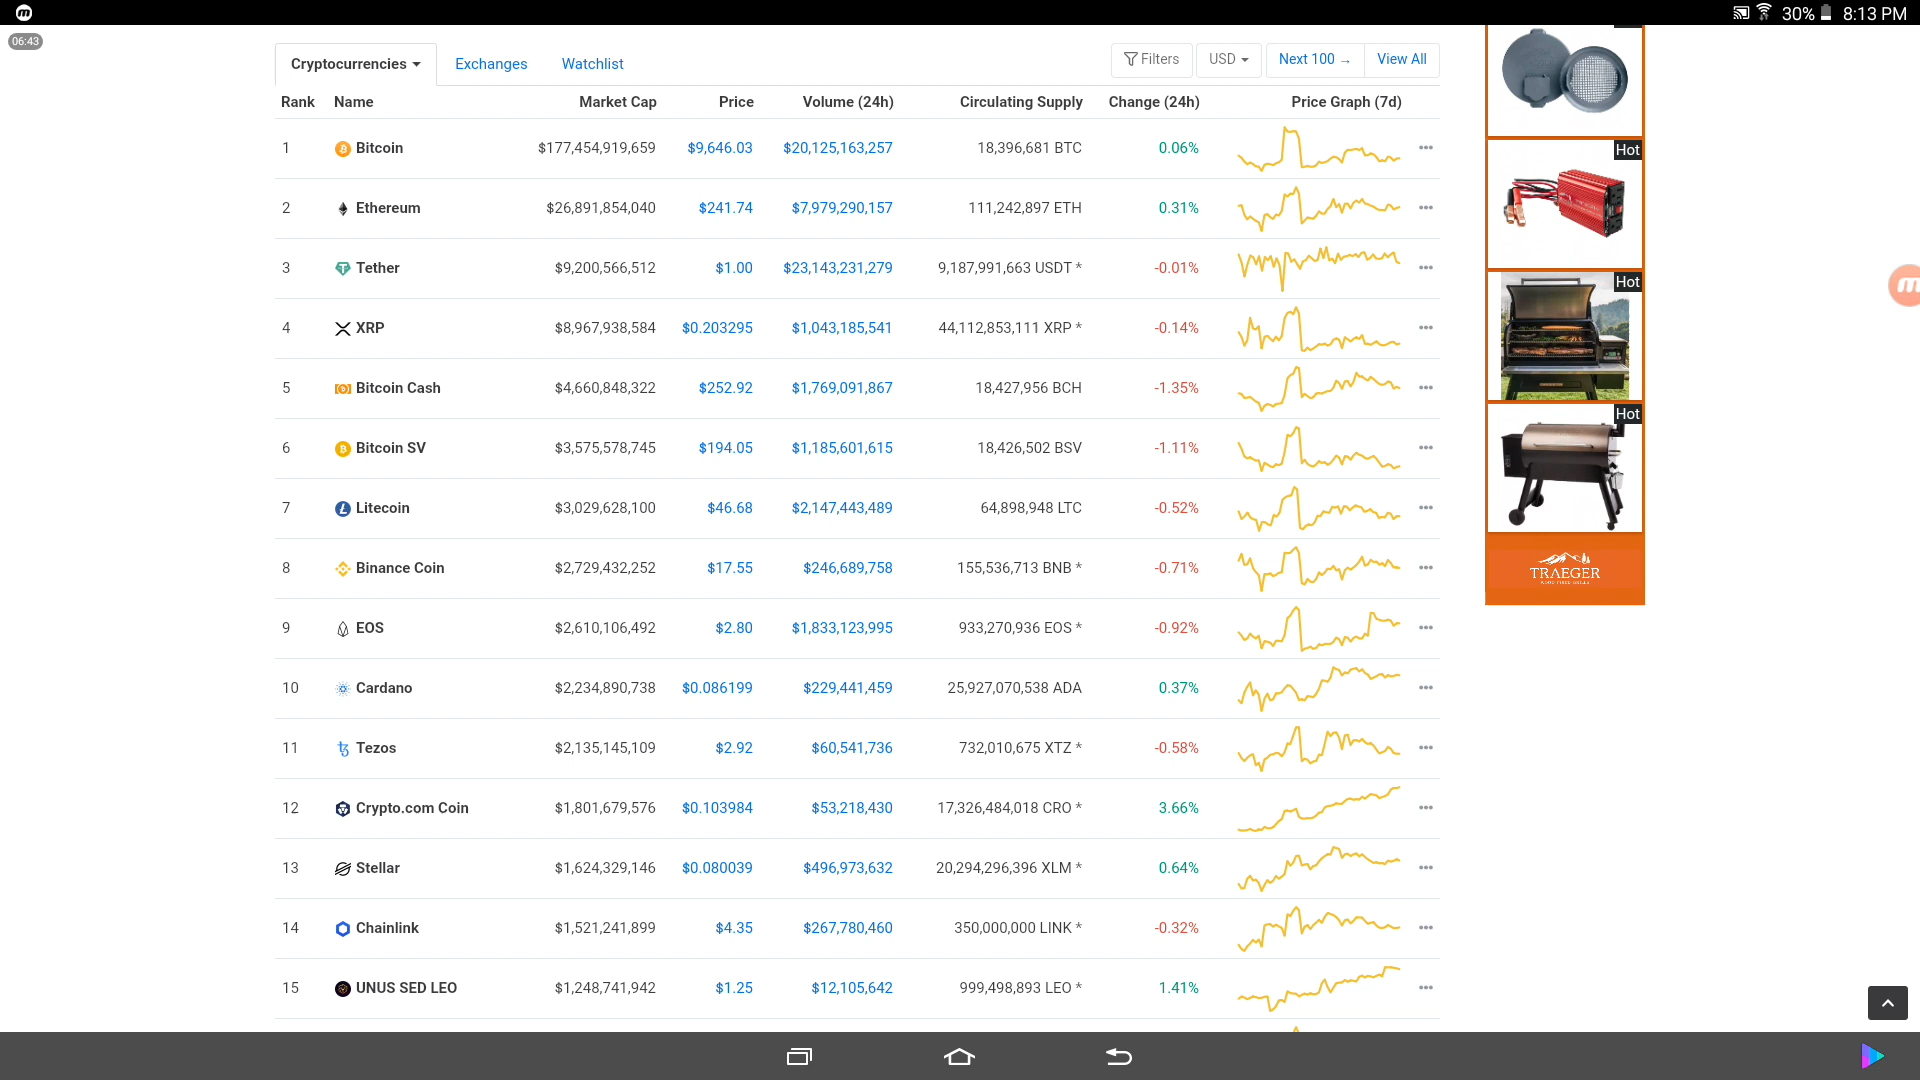 30% 8:13 PM
06:43
Cryptocurrencies Exchanges Watchlist Filters USD Next 100 → View All
Rank Name Market Cap Price Volume (24h) Circulating Supply Change (24h) Price Graph (7d)
1 Bitcoin $177,454,919,659 $9,646.03 $20,125,163,257 18,396,681 BTC 0.06%
2 Ethereum $26,891,854,040 $241.74 $7,979,290,157 111,242,897 ETH 0.31%
3 Tether $9,200,566,512 $1.00 $23,143,231,279 9,187,991,663 USDT * -0.01%
4 XRP $8,967,938,584 $0.203295 $1,043,185,541 44,112,853,111 XRP * -0.14%
5 Bitcoin Cash $4,660,848,322 $252.92 $1,769,091,867 18,427,956 BCH -1.35%
6 Bitcoin SV $3,575,578,745 $194.05 $1,185,601,615 18,426,502 BSV -1.11%
7 Litecoin $3,029,628,100 $46.68 $2,147,443,489 64,898,948 LTC -0.52%
8 Binance Coin $2,729,432,252 $17.55 $246,689,758 155,536,713 BNB * -0.71%
9 EOS $2,610,106,492 $2.80 $1,833,123,995 933,270,936 EOS * -0.92%
10 Cardano $2,234,890,738 $0.086199 $229,441,459 25,927,070,538 ADA 0.37%
11 Tezos $2,135,145,109 $2.92 $60,541,736 732,010,675 XTZ * -0.58%
12 Crypto.com Coin $1,801,679,576 $0.103984 $53,218,430 17,326,484,018 CRO * 3.66%
13 Stellar $1,624,329,146 $0.080039 $496,973,632 20,294,296,396 XLM * 0.64%
14 Chainlink $1,521,241,899 $4.35 $267,780,460 350,000,000 LINK * -0.32%
15 UNUS SED LEO $1,248,741,942 $1.25 $12,105,642 999,498,893 LEO * 1.41%
Hot
Hot
Hot
TRAEGER